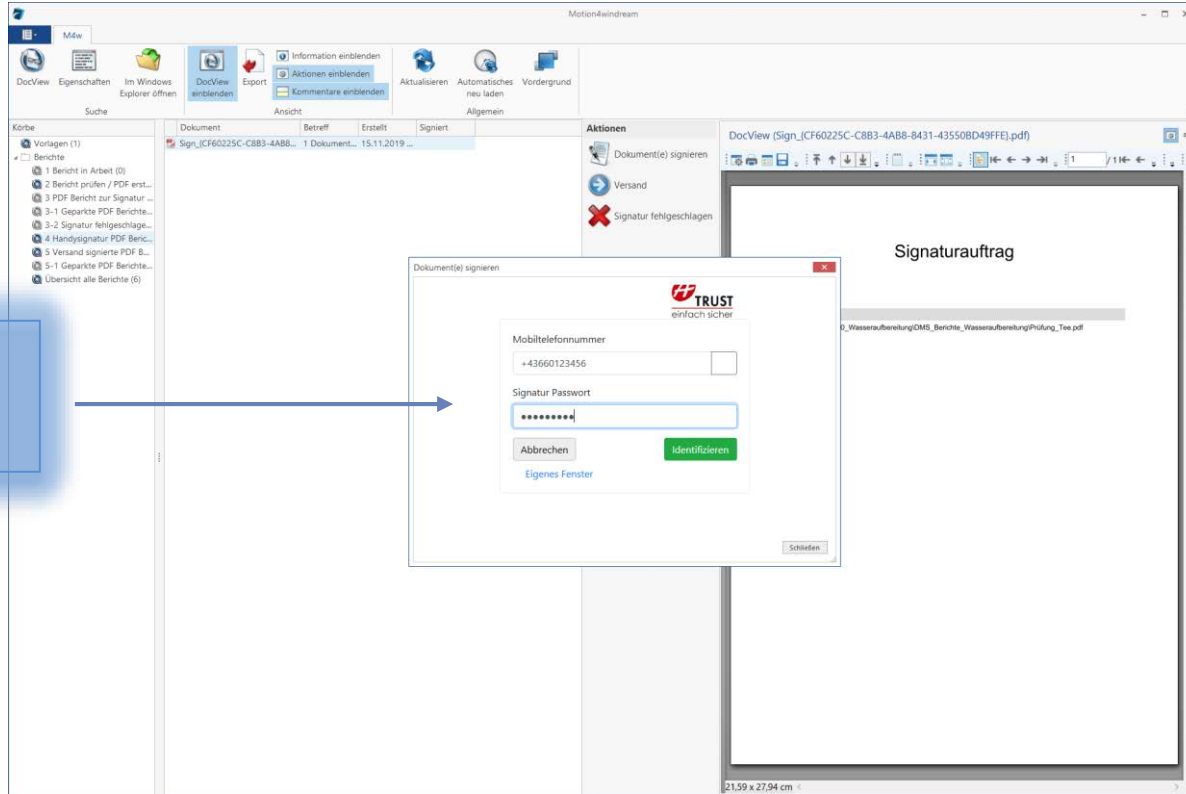 Motion4windream
M4w
DocView
Eigenschaften
Im Windows
Explorer öffnen
Suche
DocView
einblenden
Export
Information einblenden
Aktionen einblenden
Kommentare einblenden
Ansicht
Aktualisieren
Automatisches
neu laden
Vordergrund
Allgemein
Körbe
Vorlagen (1)
Berichte
1 Bericht in Arbeit (0)
2 Bericht prüfen / PDF erst...
3 PDF Bericht zur Signatur ...
3-1 Geparkte PDF Berichte...
3-2 Signatur fehlgeschlage...
4 Handysignatur PDF Beric...
5 Versand signierte PDF B...
5-1 Geparkte PDF Berichte...
Übersicht alle Berichte (6)
Dokument Betreff Erstellt Signiert
Sign_(CF60225C-C8B3-4AB8... 1 Dokument... 15.11.2019 ...
Aktionen
Dokument(e) signieren
Versand
Signatur fehlgeschlagen
DocView (Sign_(CF60225C-C8B3-4AB8-8431-43550BD49FFE).pdf)
1 / 1
Signaturauftrag
0_Wasseraufbereitung\DMS_Berichte_Wasseraufbereitung\Prüfung_Tee.pdf
21,59 x 27,94 cm
Dokument(e) signieren
TRUST
einfach sicher
Mobiltelefonnummer
+43660123456
Signatur Passwort
•••••••••
Abbrechen
Identifizieren
Eigenes Fenster
Schließen